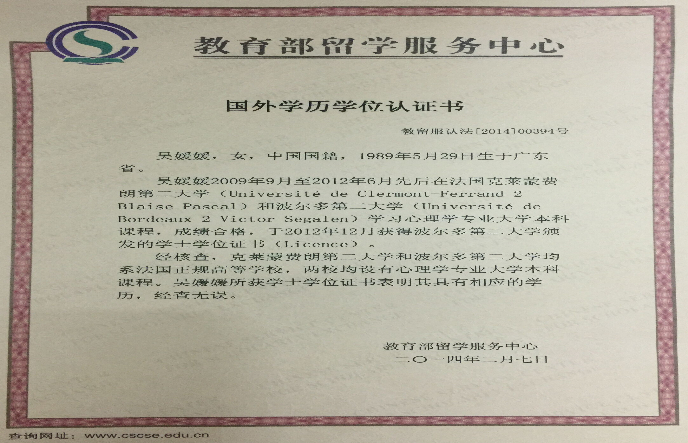 教育部留学服务中心
国外学历学位认证书
教留服认法[2014]00394号
吴媛媛，女，中国国籍，1989年5月29日生于广东
省。
吴媛媛2009年9月至2012年6月先后在法国克莱蒙费
朗第二大学（Université de Clermont-Ferrand 2
Blaise Pascal）和波尔多第二大学（Université de
Bordeaux 2 Victor Segalen）学习心理学专业大学本科
课程，成绩合格，于2012年12月获得波尔多第二大学颁
发的学士学位证书（Licence）。
经核查，克莱蒙费朗第二大学和波尔多第二大学均
系法国正规高等学校，两校均设有心理学专业大学本科
课程。吴媛媛所获学士学位证书表明其具有相应的学
历，经查无误。
教育部留学服务中心
二〇一四年二月七日
查询网址：www.cscse.edu.cn